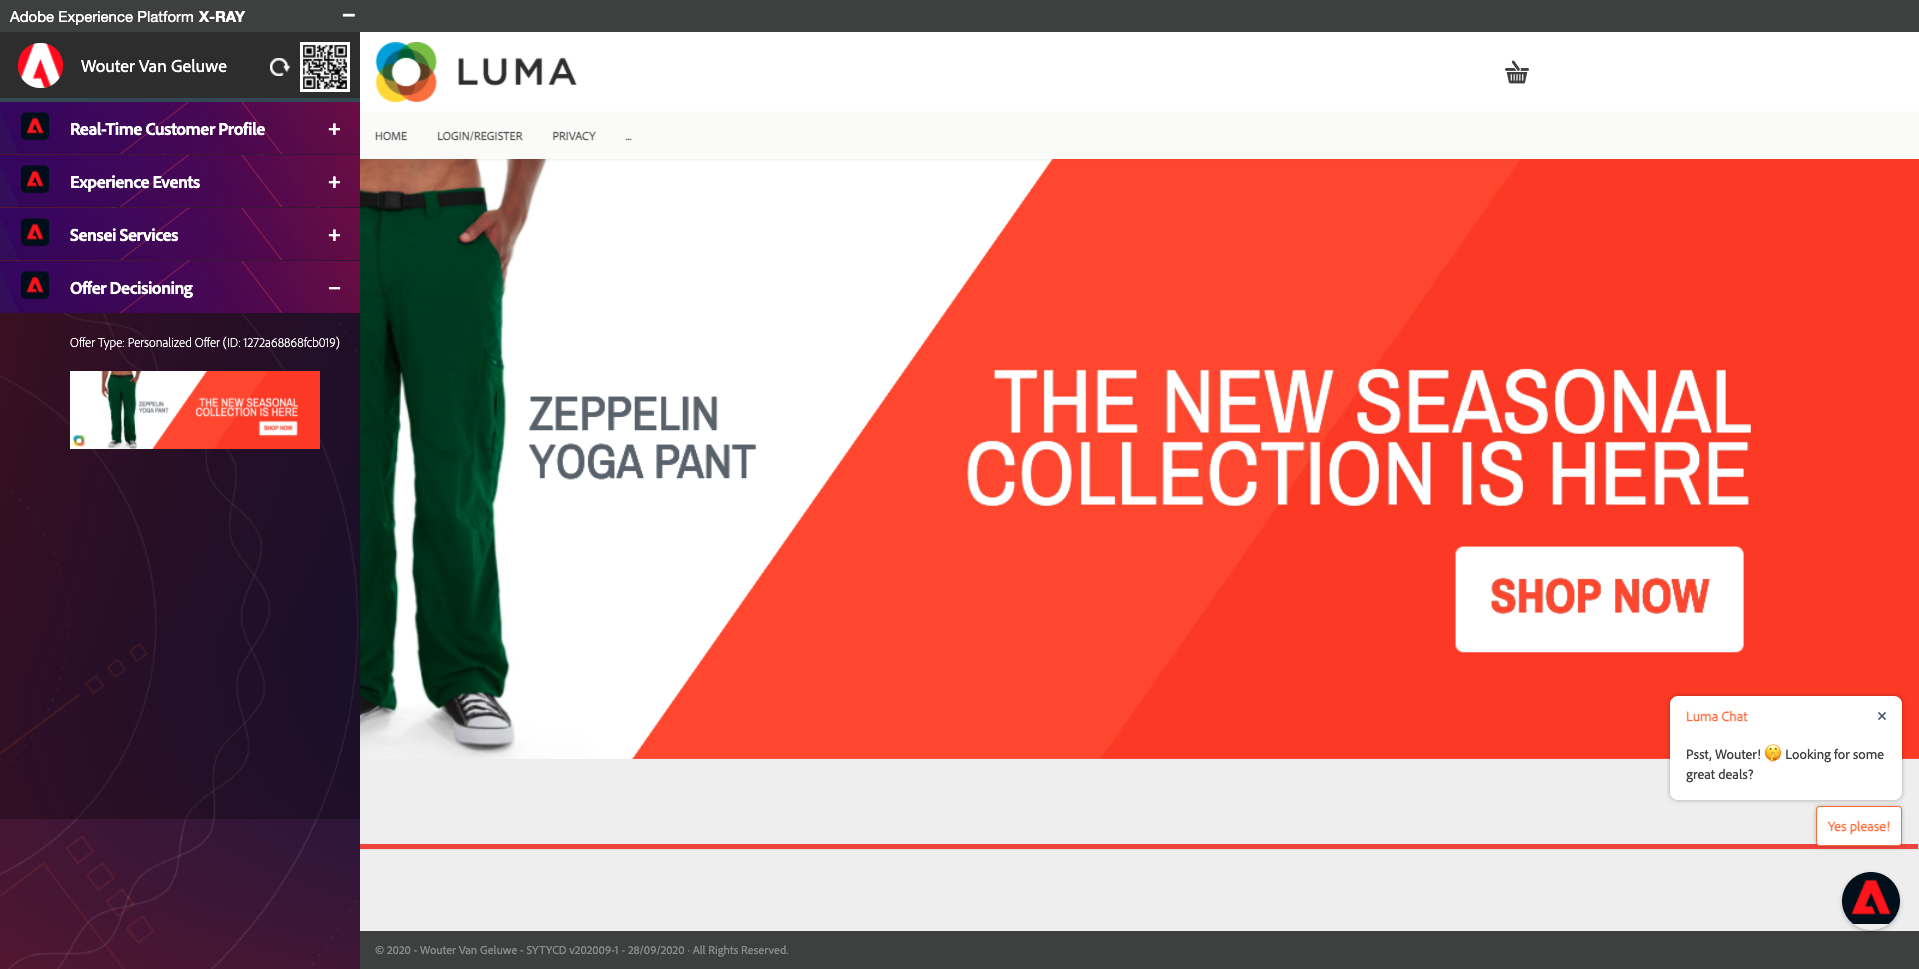 Adobe Experience Platform X-RAY
Wouter Van Geluwe
Real-Time Customer Profile
Experience Events
Sensei Services
Offer Decisioning
Offer Type: Personalized Offer (ID: 1272a68868fcb019)
ZEPPELIN
YOGA PANT
THE NEW SEASONAL
COLLECTION IS HERE
SHOP NOW
LUMA
HOME
LOGIN/REGISTER
PRIVACY
...
ZEPPELIN
YOGA PANT
THE NEW SEASONAL
COLLECTION IS HERE
SHOP NOW
Luma Chat
Psst, Wouter! 🤫 Looking for some
great deals?
Yes please!
© 2020 - Wouter Van Geluwe - SYTYCD v202009-1 - 28/09/2020 · All Rights Reserved.